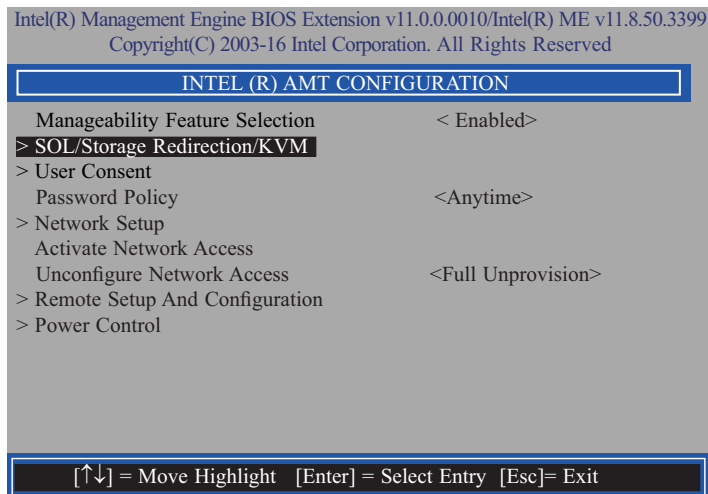 Intel(R) Management Engine BIOS Extension v11.0.0.0010/Intel(R) ME v11.8.50.3399
Copyright(C) 2003-16 Intel Corporation. All Rights Reserved
INTEL (R) AMT CONFIGURATION
Manageability Feature Selection < Enabled>
> SOL/Storage Redirection/KVM
> User Consent
Password Policy <Anytime>
> Network Setup
Activate Network Access
Unconfigure Network Access <Full Unprovision>
> Remote Setup And Configuration
> Power Control
[↑↓] = Move Highlight [Enter] = Select Entry [Esc]= Exit